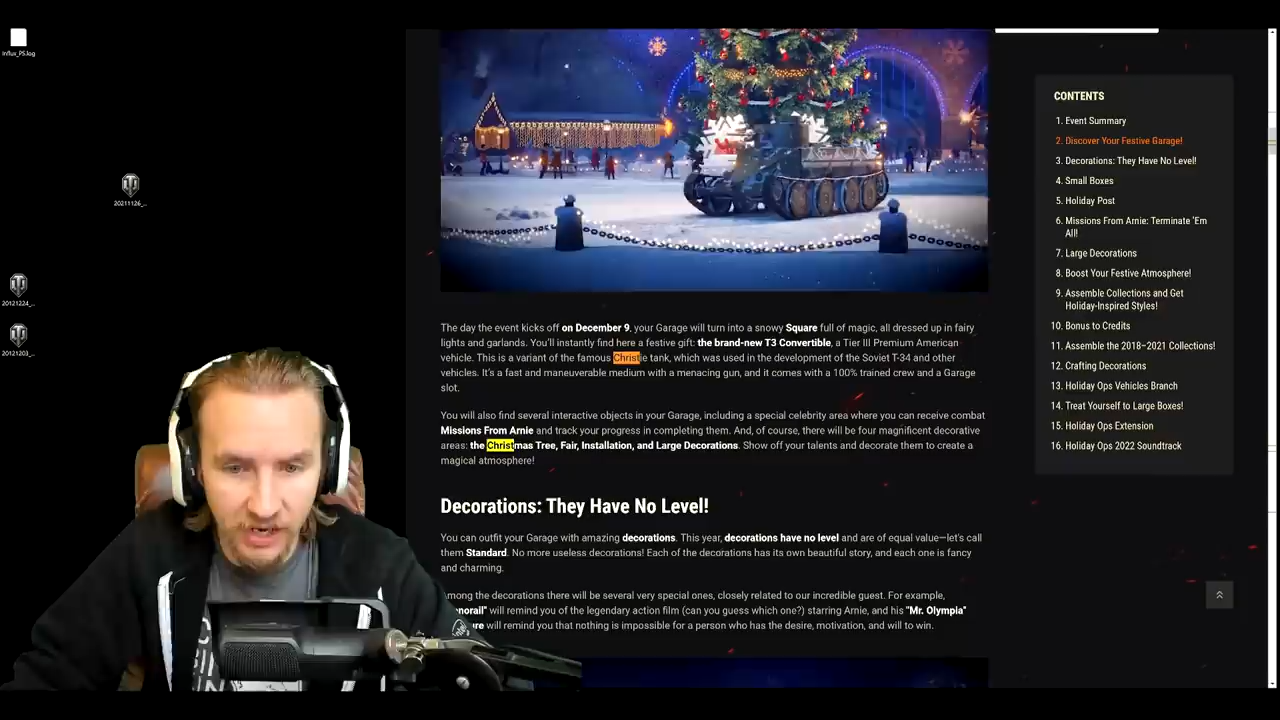 influx_PS.log
20211126_...
20121224_...
20121203_...
The day the event kicks off on December 9, your Garage will turn into a snowy Square full of magic, all dressed up in fairy
lights and garlands. You'll instantly find here a festive gift: the brand-new T3 Convertible, a Tier III Premium American
vehicle. This is a variant of the famous Christie tank, which was used in the development of the Soviet T-34 and other
vehicles. It's a fast and maneuverable medium with a menacing gun, and it comes with a 100% trained crew and a Garage
slot.
You will also find several interactive objects in your Garage, including a special celebrity area where you can receive combat
Missions From Arnie and track your progress in completing them. And, of course, there will be four magnificent decorative
areas: the Christmas Tree, Fair, Installation, and Large Decorations. Show off your talents and decorate them to create a
magical atmosphere!
Decorations: They Have No Level!
You can outfit your Garage with amazing decorations. This year, decorations have no level and are of equal value—let's call
them Standard. No more useless decorations! Each of the decorations has its own beautiful story, and each one is fancy
and charming.
mong the decorations there will be several very special ones, closely related to our incredible guest. For example,
norail" will remind you of the legendary action film (can you guess which one?) starring Arnie, and his "Mr. Olympia"
re will remind you that nothing is impossible for a person who has the desire, motivation, and will to win.
CONTENTS
1. Event Summary
2. Discover Your Festive Garage!
3. Decorations: They Have No Level!
4. Small Boxes
5. Holiday Post
6. Missions From Arnie: Terminate 'Em
All!
7. Large Decorations
8. Boost Your Festive Atmosphere!
9. Assemble Collections and Get
Holiday-Inspired Styles!
10. Bonus to Credits
11. Assemble the 2018–2021 Collections!
12. Crafting Decorations
13. Holiday Ops Vehicles Branch
14. Treat Yourself to Large Boxes!
15. Holiday Ops Extension
16. Holiday Ops 2022 Soundtrack